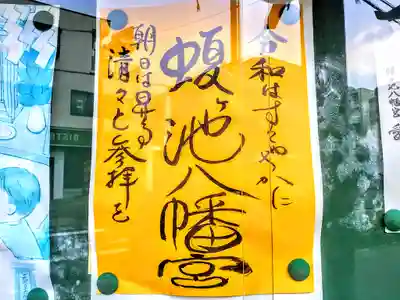 令和はすこやかに
蝮ヶ池八幡宮
朝日は昇る
清々と参拝を